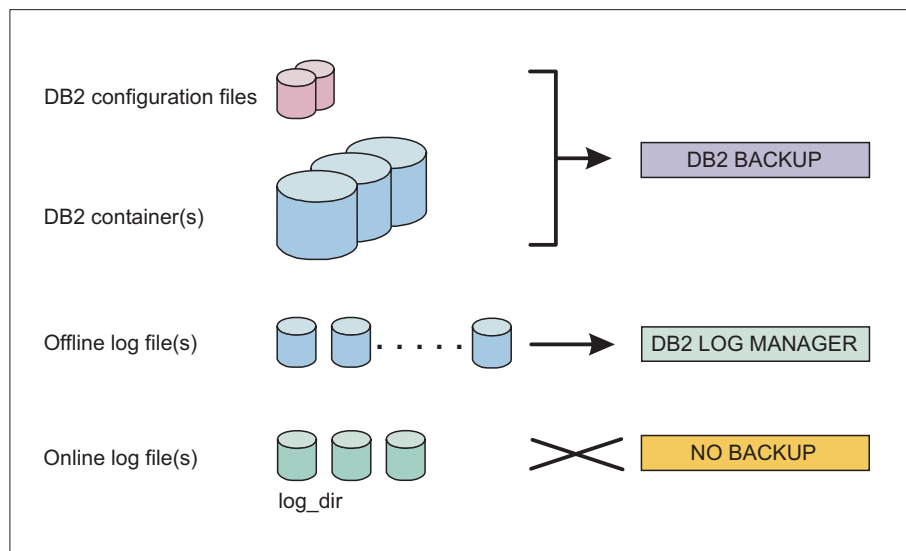 DB2 configuration files
DB2 container(s)
DB2 BACKUP
Offline log file(s)
. . . . .
DB2 LOG MANAGER
Online log file(s)
log_dir
NO BACKUP